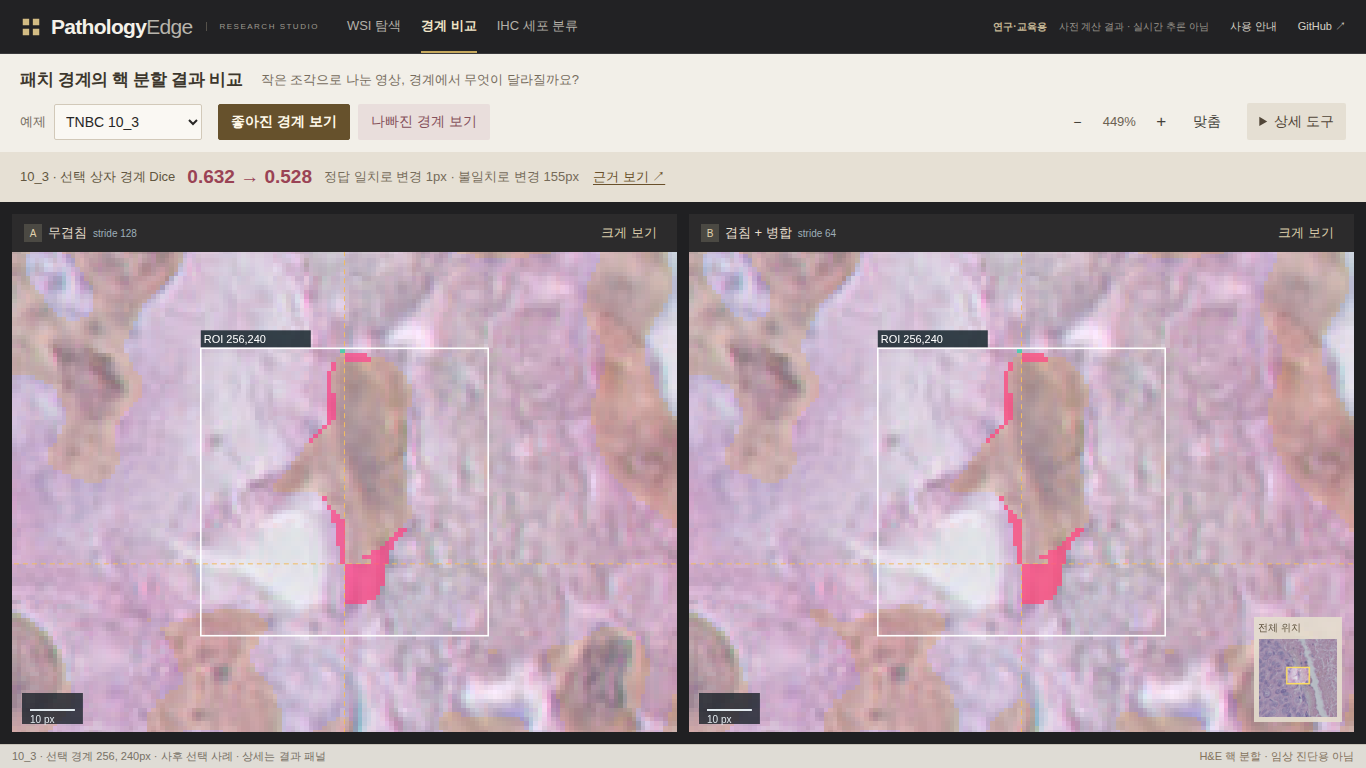 PathologyEdge RESEARCH STUDIO WSI 탐색 경계 비교 IHC 세포 분류 연구·교육용 사전 계산 결과 · 실시간 추론 아님 사용 안내 GitHub ↗
패치 경계의 핵 분할 결과 비교 작은 조각으로 나눈 영상, 경계에서 무엇이 달라질까요?
예제 TNBC 10_3 좋아진 경계 보기 나빠진 경계 보기 − 449% + 맞춤 ▶ 상세 도구
10_3 · 선택 상자 경계 Dice 0.632 → 0.528 정답 일치로 변경 1px · 불일치로 변경 155px 근거 보기 ↗
A 무겹침 stride 128 크게 보기
ROI 256,240
10 px
B 겹침 + 병합 stride 64 크게 보기
ROI 256,240
전체 위치
10 px
10_3 · 선택 경계 256, 240px · 사후 선택 사례 · 상세는 결과 패널 H&E 핵 분할 · 임상 진단용 아님